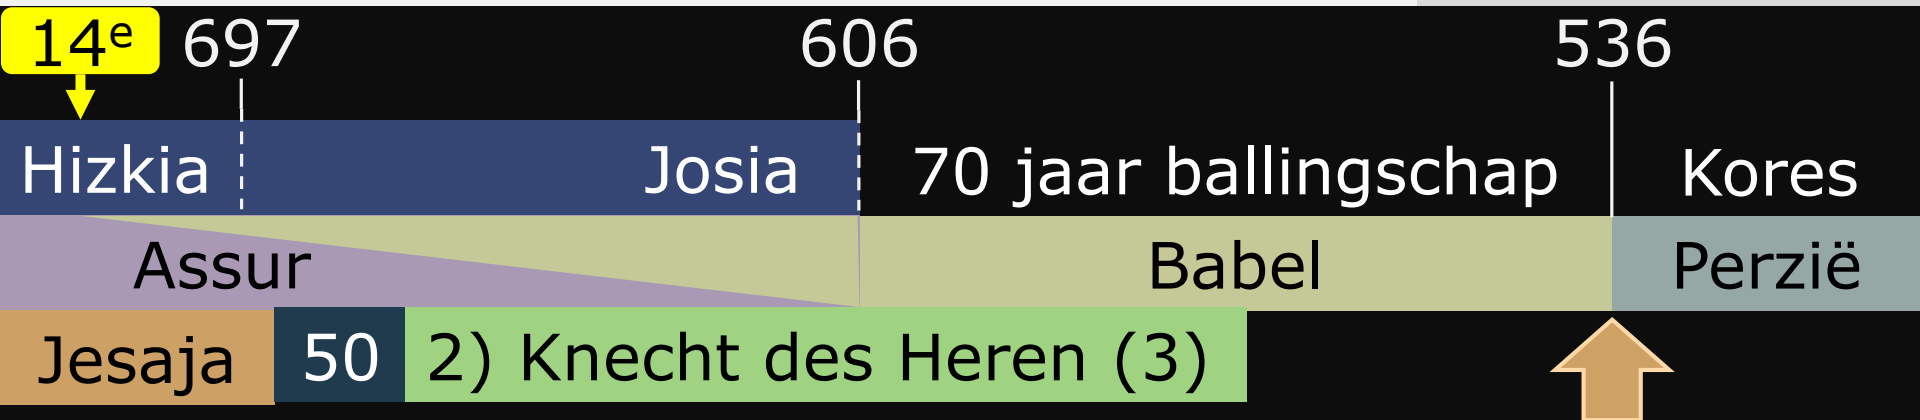 14e 697 606 536
Hizkia Josia 70 jaar ballingschap Kores
Assur Babel Perzië
Jesaja 50 2) Knecht des Heren (3)